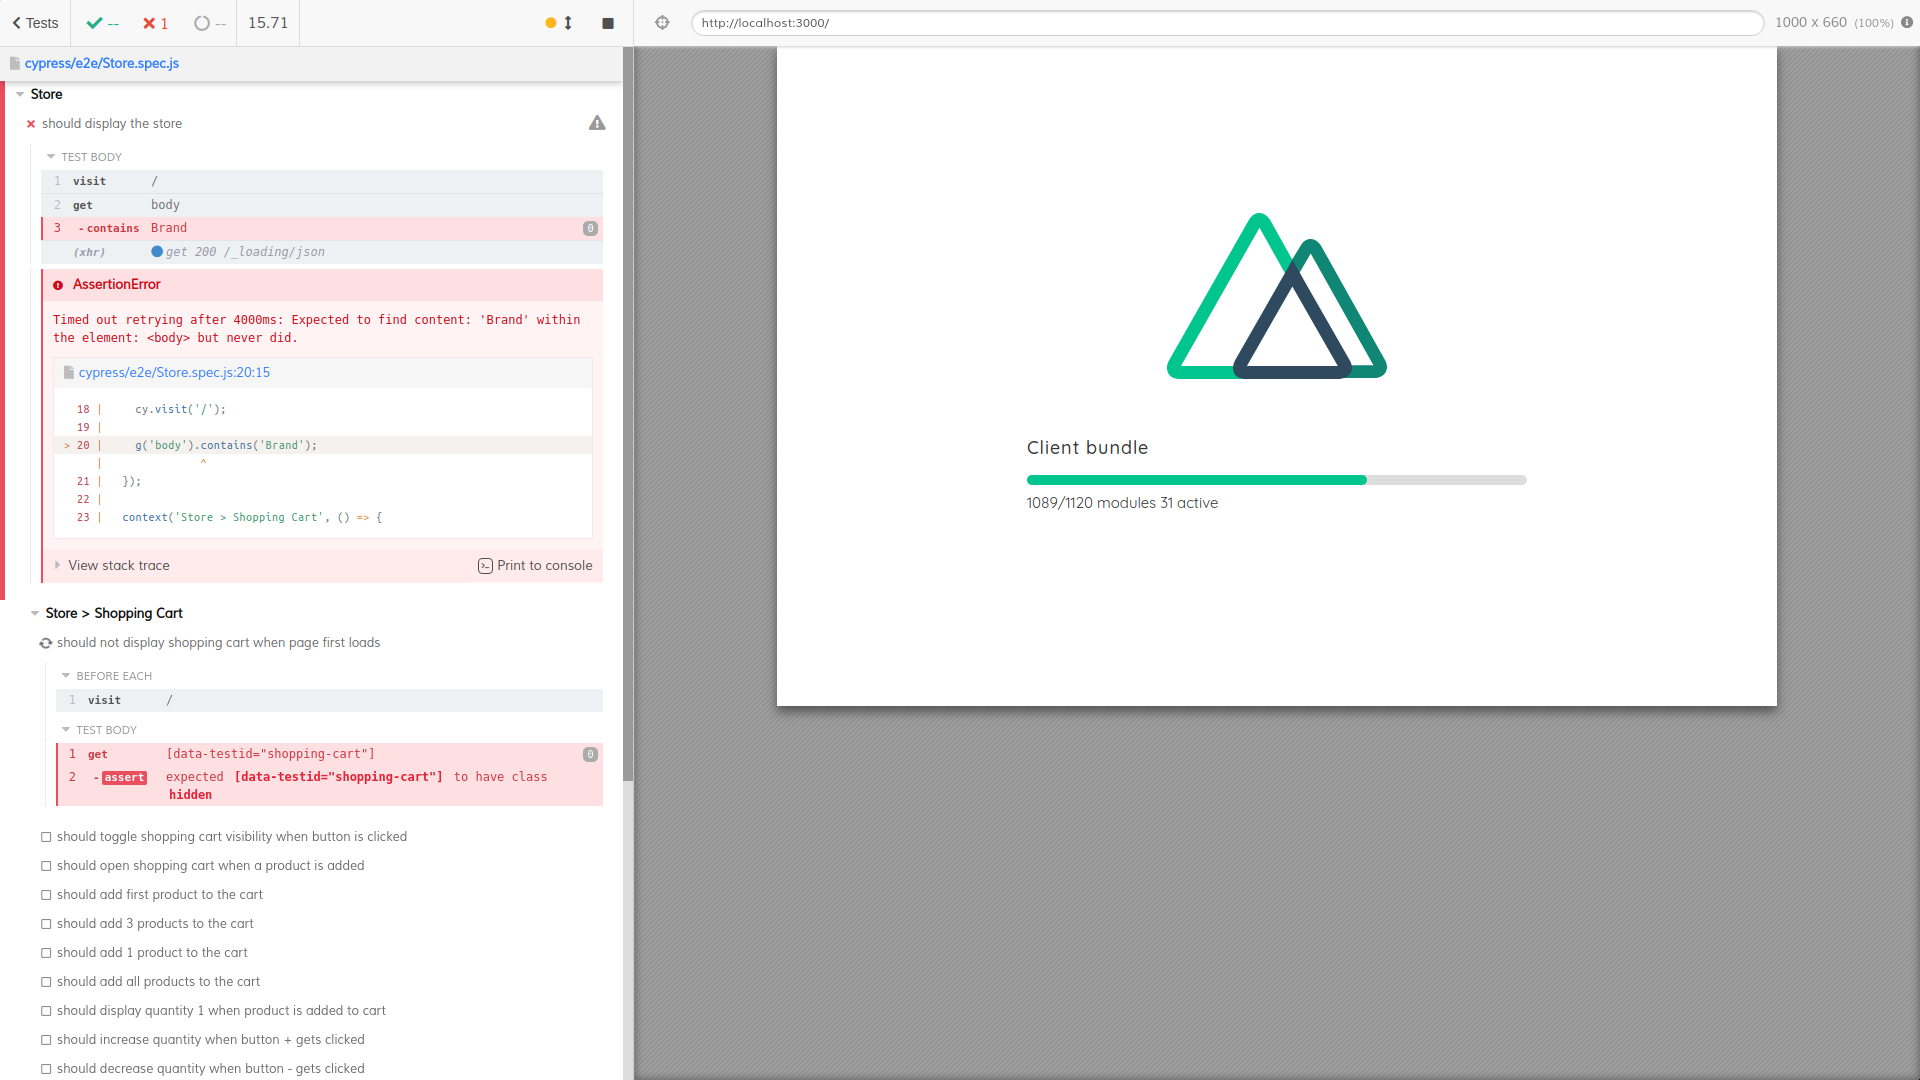 Tests
--
1
--
15.71
http://localhost:3000/
1000 x 660 (100%)
cypress/e2e/Store.spec.js
Store
should display the store
TEST BODY
1 visit /
2 get body
3 -contains Brand 0
(xhr) get 200 /_loading/json
AssertionError
Timed out retrying after 4000ms: Expected to find content: 'Brand' within
the element: <body> but never did.
cypress/e2e/Store.spec.js:20:15
18 | cy.visit('/');
19 |
> 20 | g('body').contains('Brand');
| ^
21 | });
22 |
23 | context('Store > Shopping Cart', () => {
View stack trace
Print to console
Store > Shopping Cart
should not display shopping cart when page first loads
BEFORE EACH
1 visit /
TEST BODY
1 get [data-testid="shopping-cart"] 0
2 -assert expected [data-testid="shopping-cart"] to have class
hidden
should toggle shopping cart visibility when button is clicked
should open shopping cart when a product is added
should add first product to the cart
should add 3 products to the cart
should add 1 product to the cart
should add all products to the cart
should display quantity 1 when product is added to cart
should increase quantity when button + gets clicked
should decrease quantity when button - gets clicked
Client bundle
1089/1120 modules 31 active